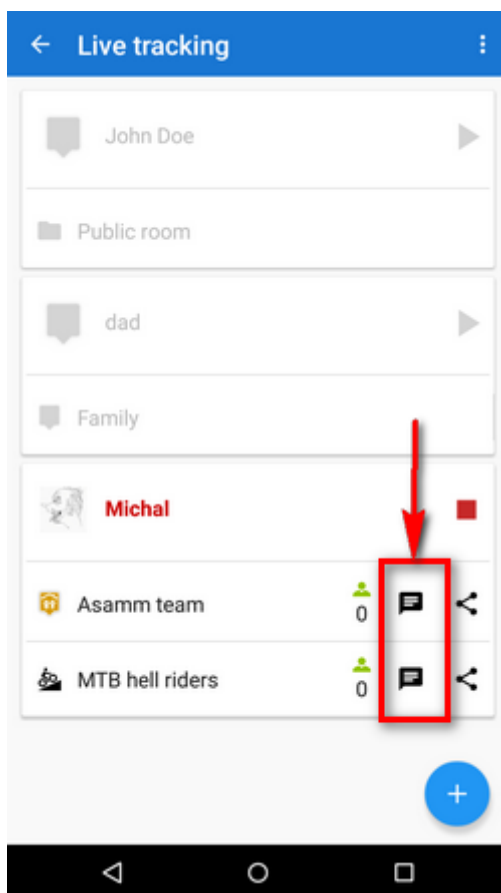 Live tracking
John Doe
Public room
dad
Family
Michal
Asamm team
0
MTB hell riders
0